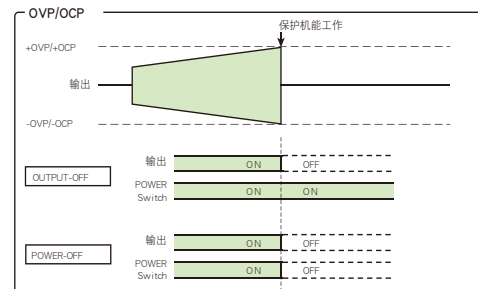 OVP/OCP
保护机能工作
+OVP/+OCP
输出
-OVP/-OCP
输出
ON
OFF
OUTPUT-OFF
POWER
Switch
ON
ON
输出
ON
OFF
POWER-OFF
POWER
Switch
ON
OFF